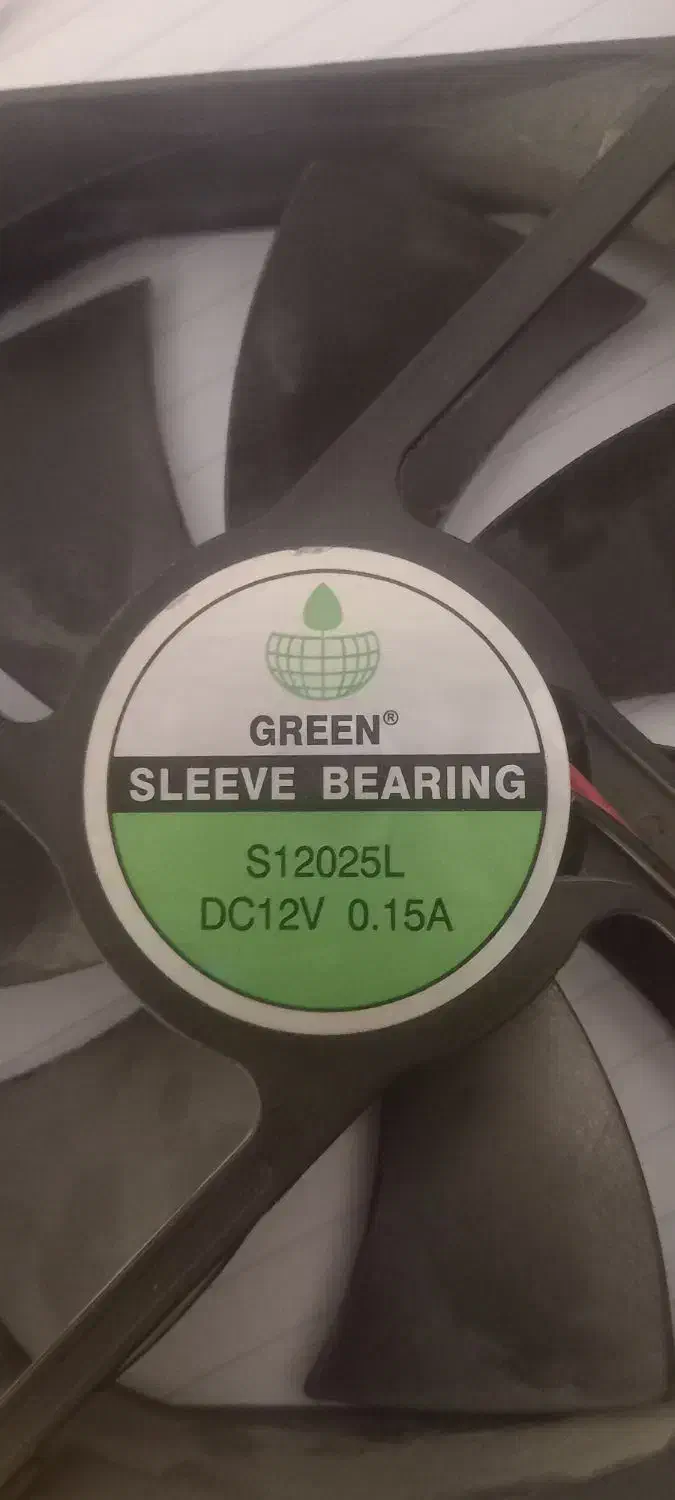 GREEN®
SLEEVE BEARING
S12025L
DC12V 0.15A